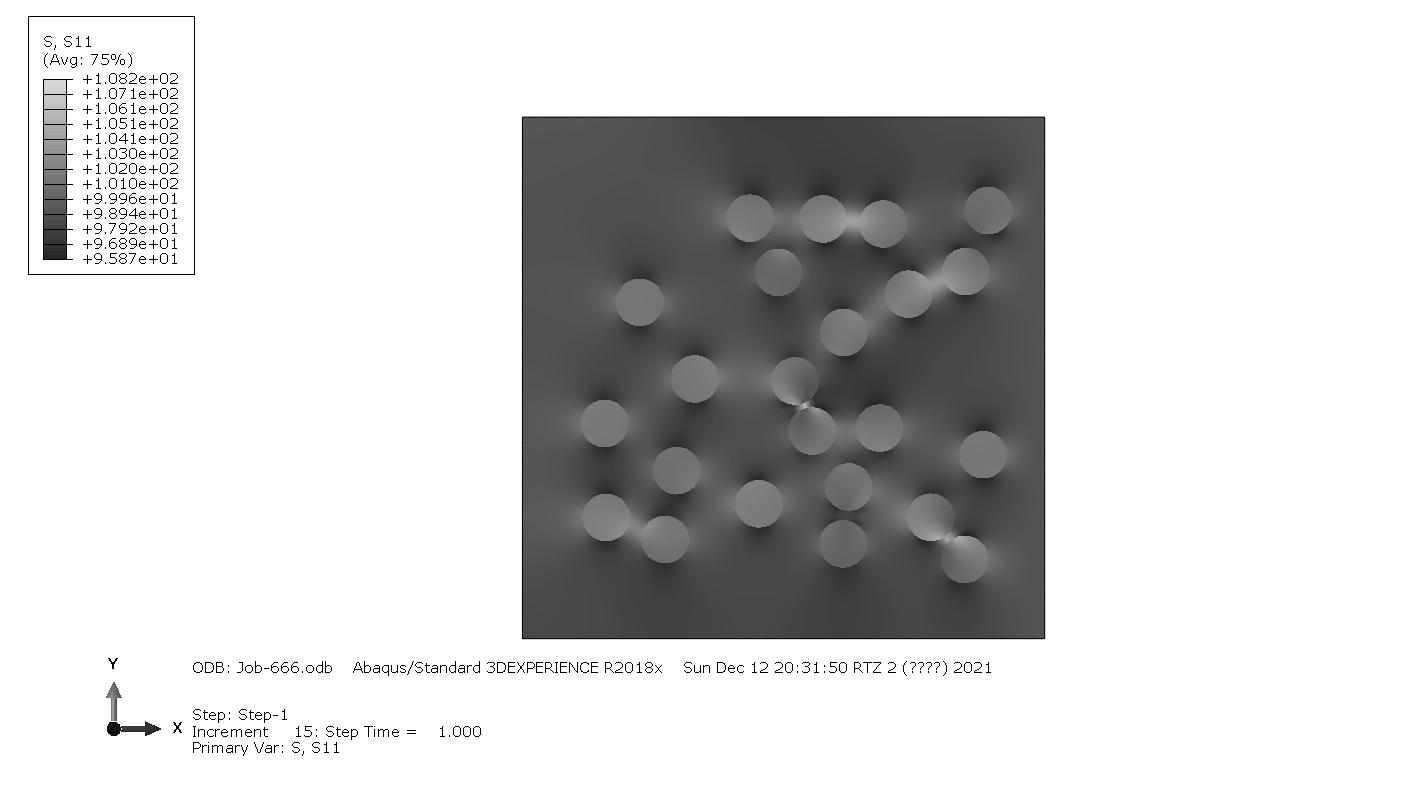 S, S11
(Avg: 75%)
+1.082e+02
+1.071e+02
+1.061e+02
+1.051e+02
+1.041e+02
+1.030e+02
+1.020e+02
+1.010e+02
+9.996e+01
+9.894e+01
+9.792e+01
+9.689e+01
+9.587e+01
Y
X
ODB: Job-666.odb    Abaqus/Standard 3DEXPERIENCE R2018x    Sun Dec 12 20:31:50 RTZ 2 (????) 2021
Step: Step-1
Increment     15: Step Time =    1.000
Primary Var: S, S11